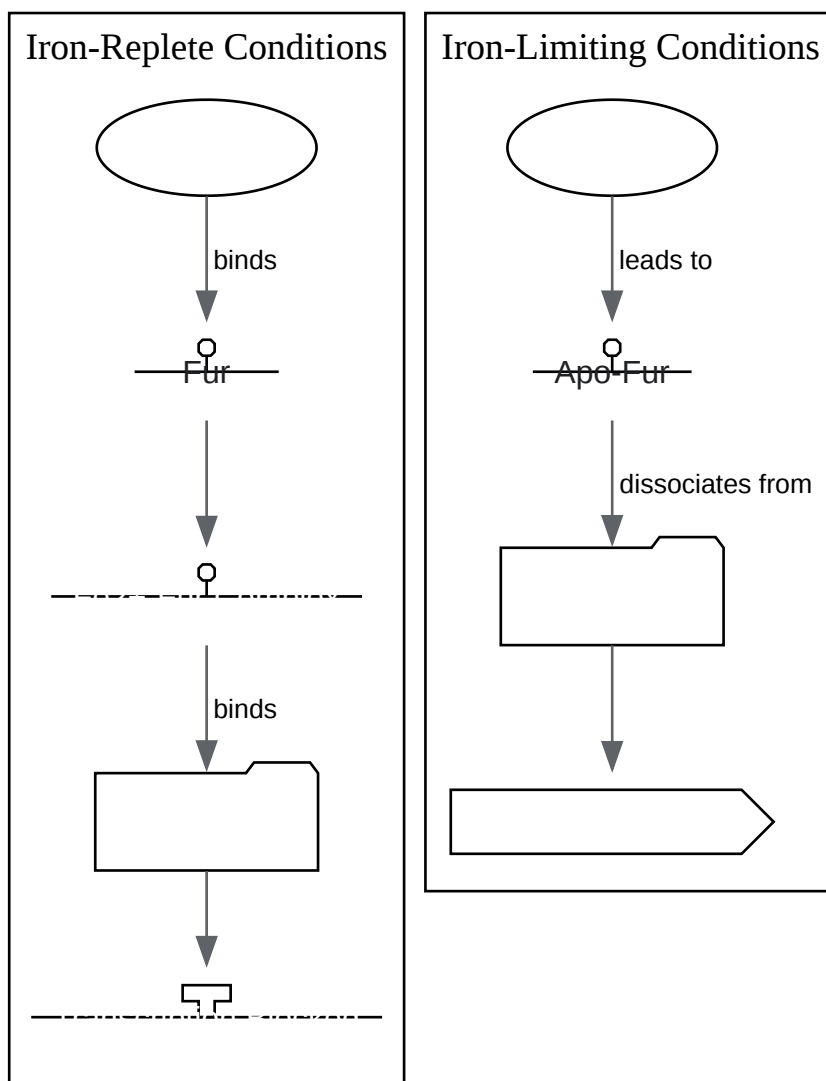 Iron-Replete Conditions
binds
Fur
binds
Iron-Limiting Conditions
leads to
Apo-Fur
dissociates from